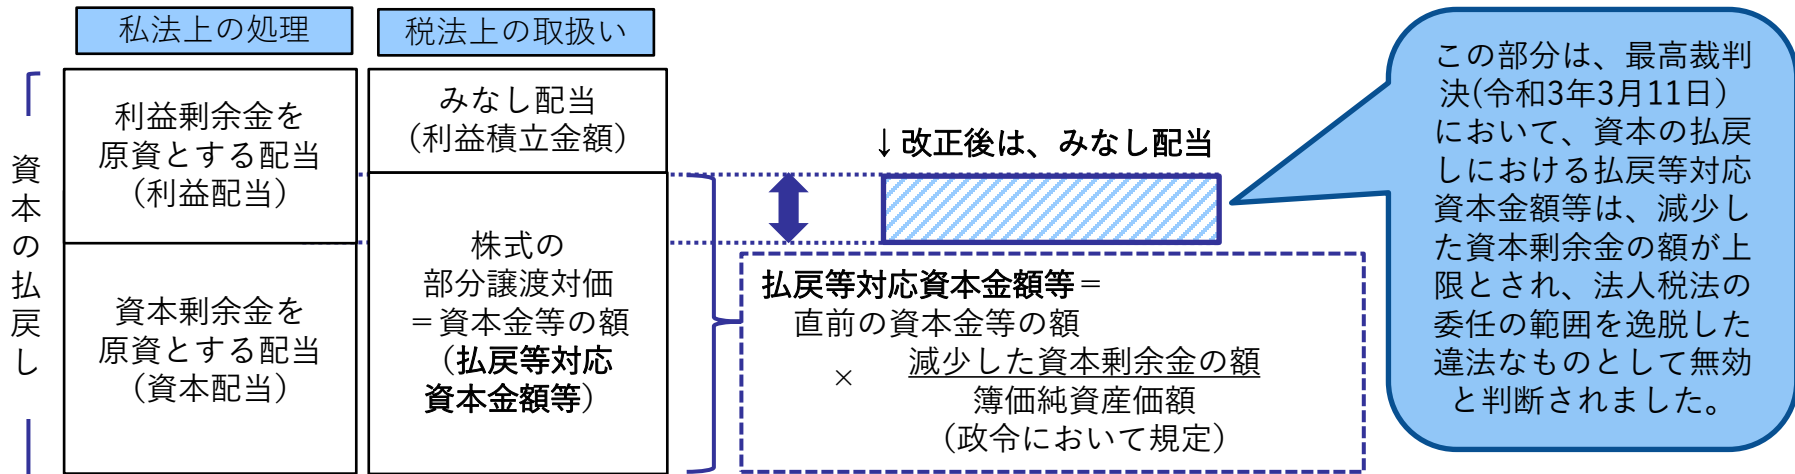 私法上の処理
税法上の取扱い
資本の払戻し
利益剰余金を
原資とする配当
（利益配当）
資本剰余金を
原資とする配当
（資本配当）
みなし配当
（利益積立金額）
株式の
部分譲渡対価
＝資本金等の額
（払戻等対応
資本金額等）
↓改正後は、みなし配当
払戻等対応資本金額等＝
直前の資本金等の額
× 減少した資本剰余金の額
簿価純資産価額
（政令において規定）
この部分は、最高裁判
決(令和3年3月11日）
において、資本の払戻
しにおける払戻等対応
資本金額等は、減少し
た資本剰余金の額が上
限とされ、法人税法の
委任の範囲を逸脱した
違法なものとして無効
と判断されました。